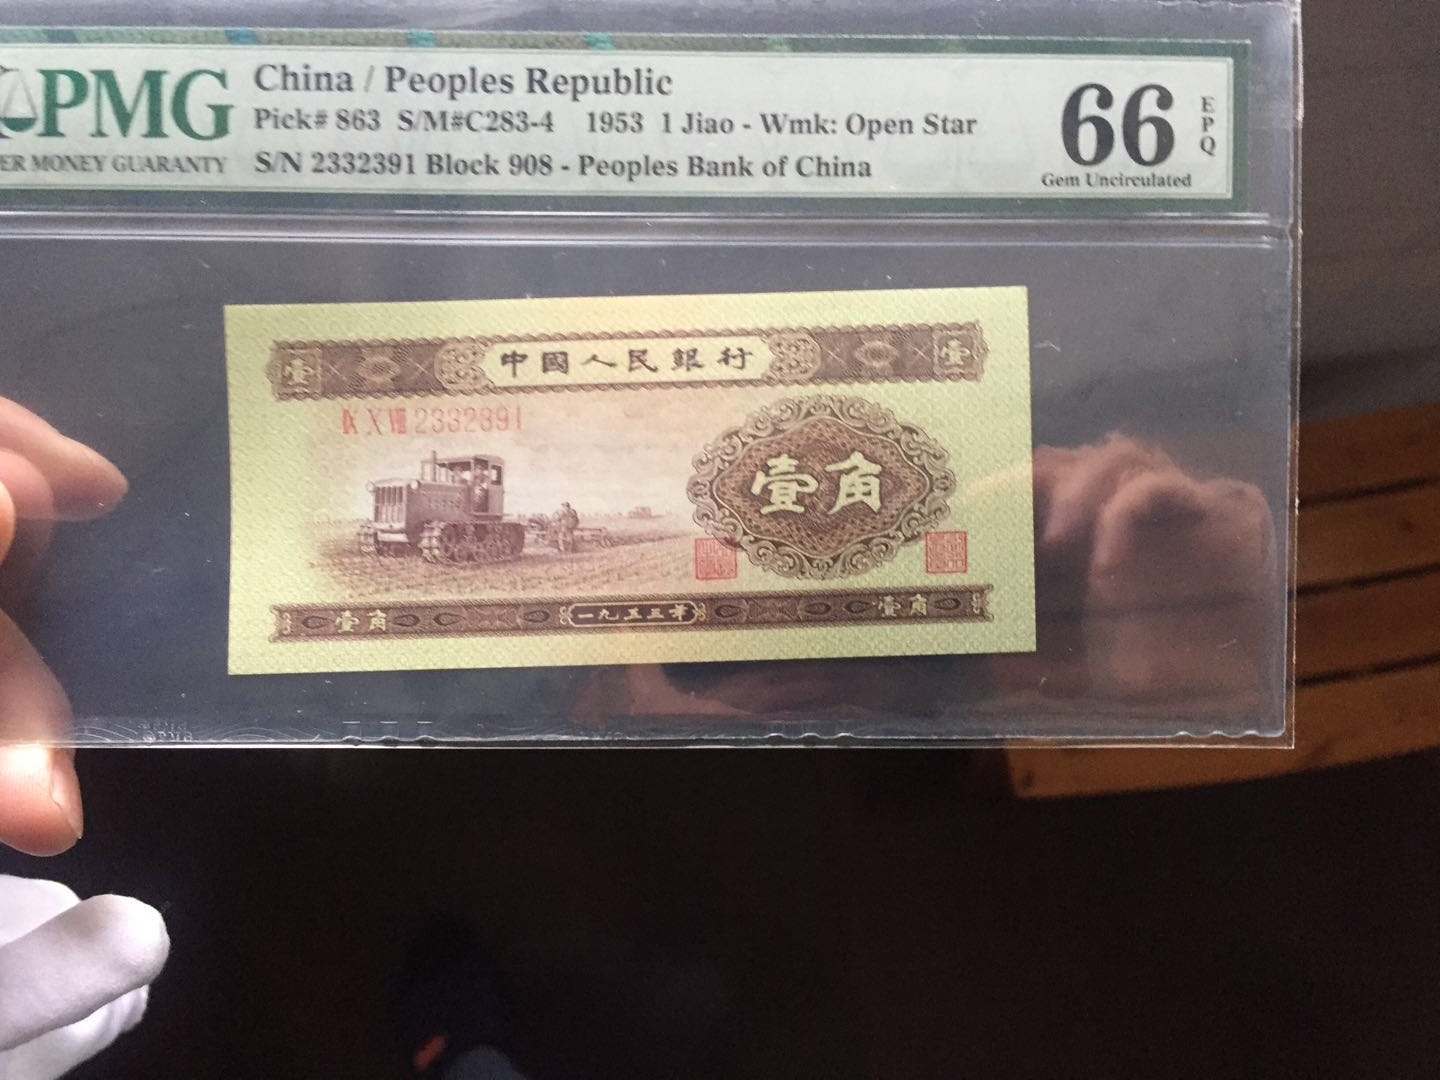 PMG
China / Peoples Republic
Pick# 863 S/M#C283-4 1953 1 Jiao - Wmk: Open Star
ER MONEY GUARANTY
S/N 2332391 Block 908 - Peoples Bank of China
66
EPQ
Gem Uncirculated
壹
中國人民銀行
壹
IX X VIII 2332391
壹角
壹角
一九五三年
壹角